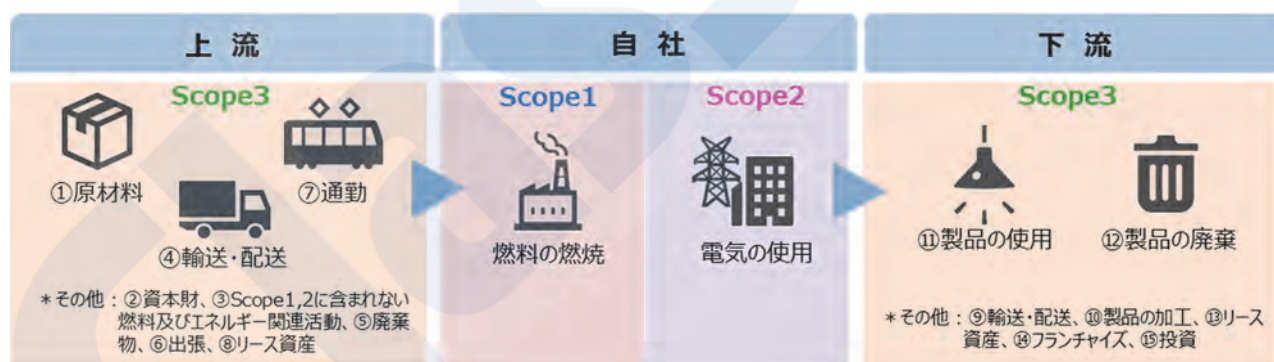 上流
Scope3
①原材料
⑦通勤
④輸送・配送
*その他：②資本財、③Scope1,2に含まれない
燃料及びエネルギー関連活動、⑤廃棄
物、⑥出張、⑧リース資産
自社
Scope1
燃料の燃焼
Scope2
電気の使用
下流
Scope3
⑪製品の使用
⑫製品の廃棄
*その他：⑨輸送・配送、⑩製品の加工、⑬リース
資産、⑭フランチャイズ、⑮投資